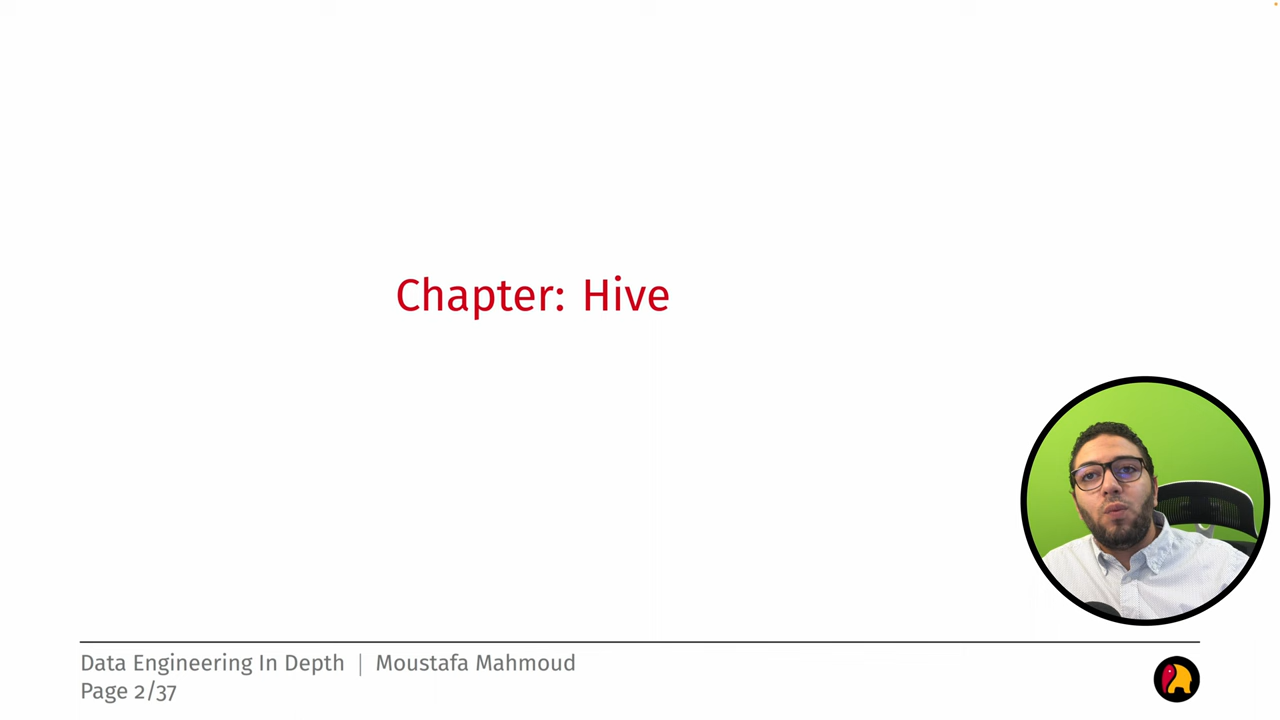 Chapter: Hive
Data Engineering In Depth | Moustafa Mahmoud
Page 2/37